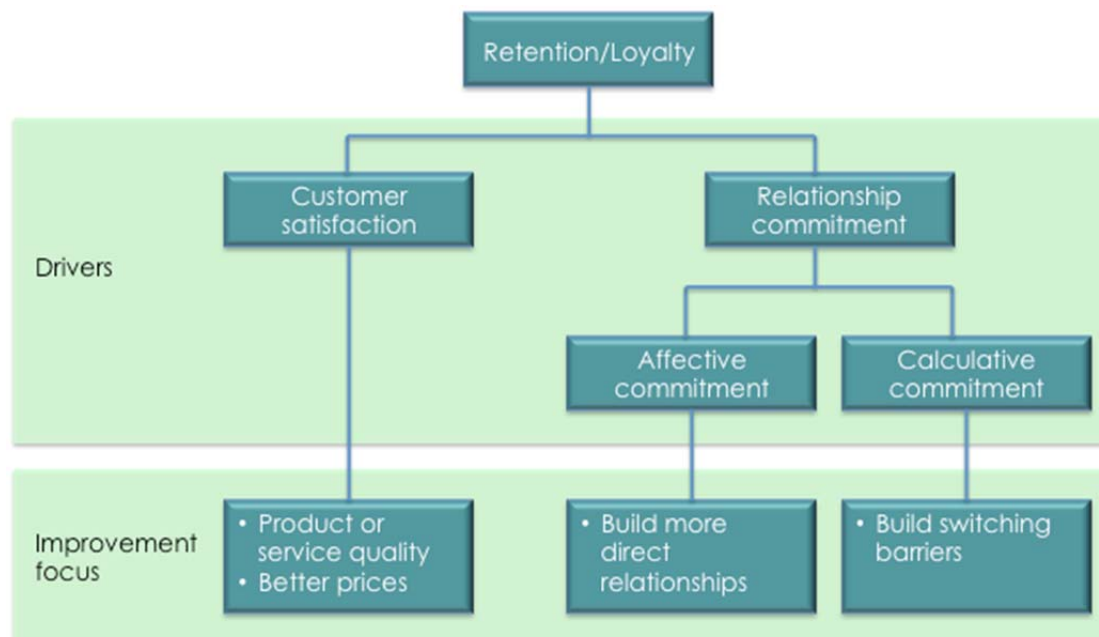 Retention/Loyalty
Drivers
Customer
satisfaction
Relationship
commitment
Affective
commitment
Calculative
commitment
Improvement
focus
• Product or
service quality
• Better prices
• Build more
direct
relationships
• Build switching
barriers